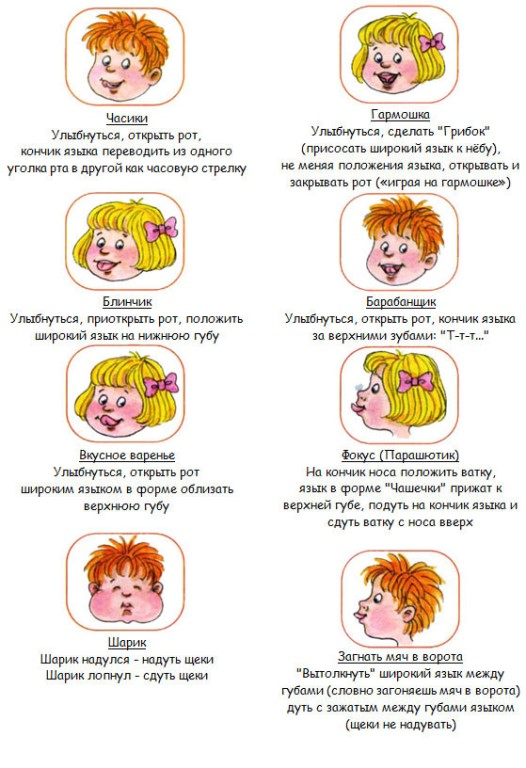 Часики
Улыбнуться, открыть рот,
кончик языка переводить из одного
уголка рта в другой как часовую стрелку
Гармошка
Улыбнуться, сделать "Грибок"
(присосать широкий язык к нёбу),
не меняя положения языка, открывать и
закрывать рот («играя на гармошке»)
Блинчик
Улыбнуться, приоткрыть рот, положить
широкий язык на нижнюю губу
Барабанщик
Улыбнуться, открыть рот, кончик языка
за верхними зубами: "Т-т-т..."
Вкусное варенье
Улыбнуться, открыть рот
широким языком в форме облизать
верхнюю губу
Фокус (Парашютик)
На кончик носа положить ватку,
язык в форме "Чашечки" прижат к
верхней губе, подуть на кончик языка и
сдуть ватку с носа вверх
Шарик
Шарик надулся - надуть щеки
Шарик лопнул - сдуть щеки
Загнать мяч в ворота
"Вытолкнуть" широкий язык между
губами (словно загоняешь мяч в ворота)
дуть с зажатым между губами языком
(щеки не надувать)